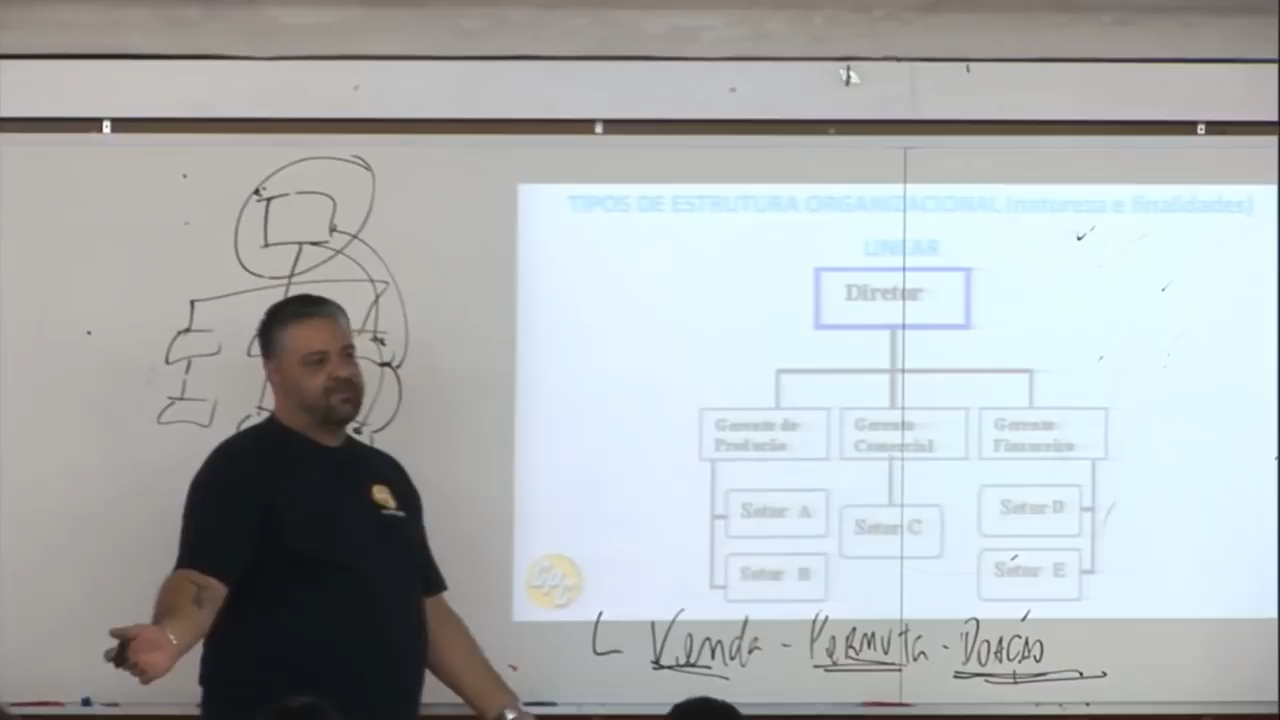 TIPOS DE ESTRUTURA ORGANIZACIONAL (natureza e finalidades)
LINEAR
Diretor
Gerente de Produção
Gerente Comercial
Gerente Financeiro
Setor A
Setor C
Setor D
Setor B
Setor E
CPC
Venda - PERMUTA - DOAÇÃO